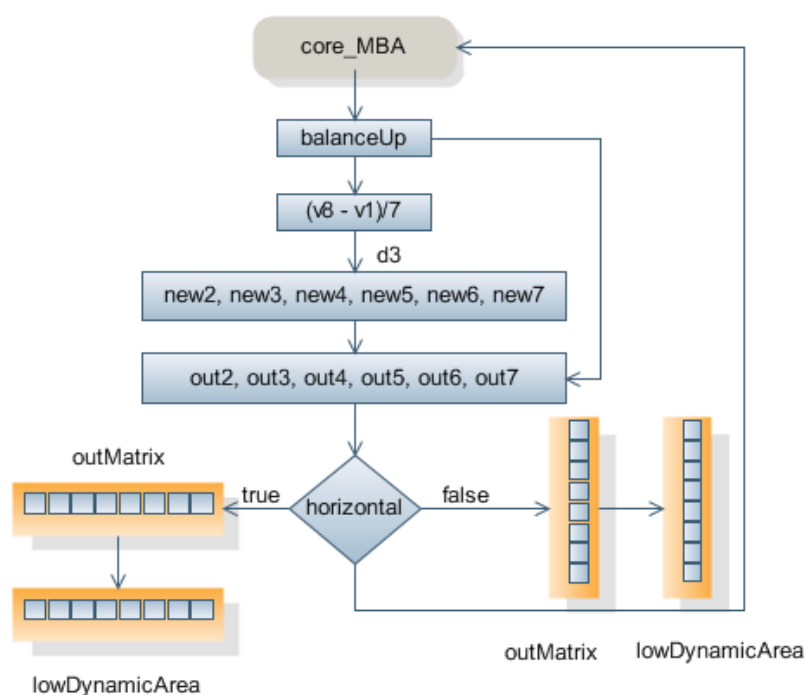 core_MBA
balanceUp
(v8 - v1)/7
d3
new2, new3, new4, new5, new6, new7
out2, out3, out4, out5, out6, out7
outMatrix
true
horizontal
false
lowDynamicArea
outMatrix
lowDynamicArea